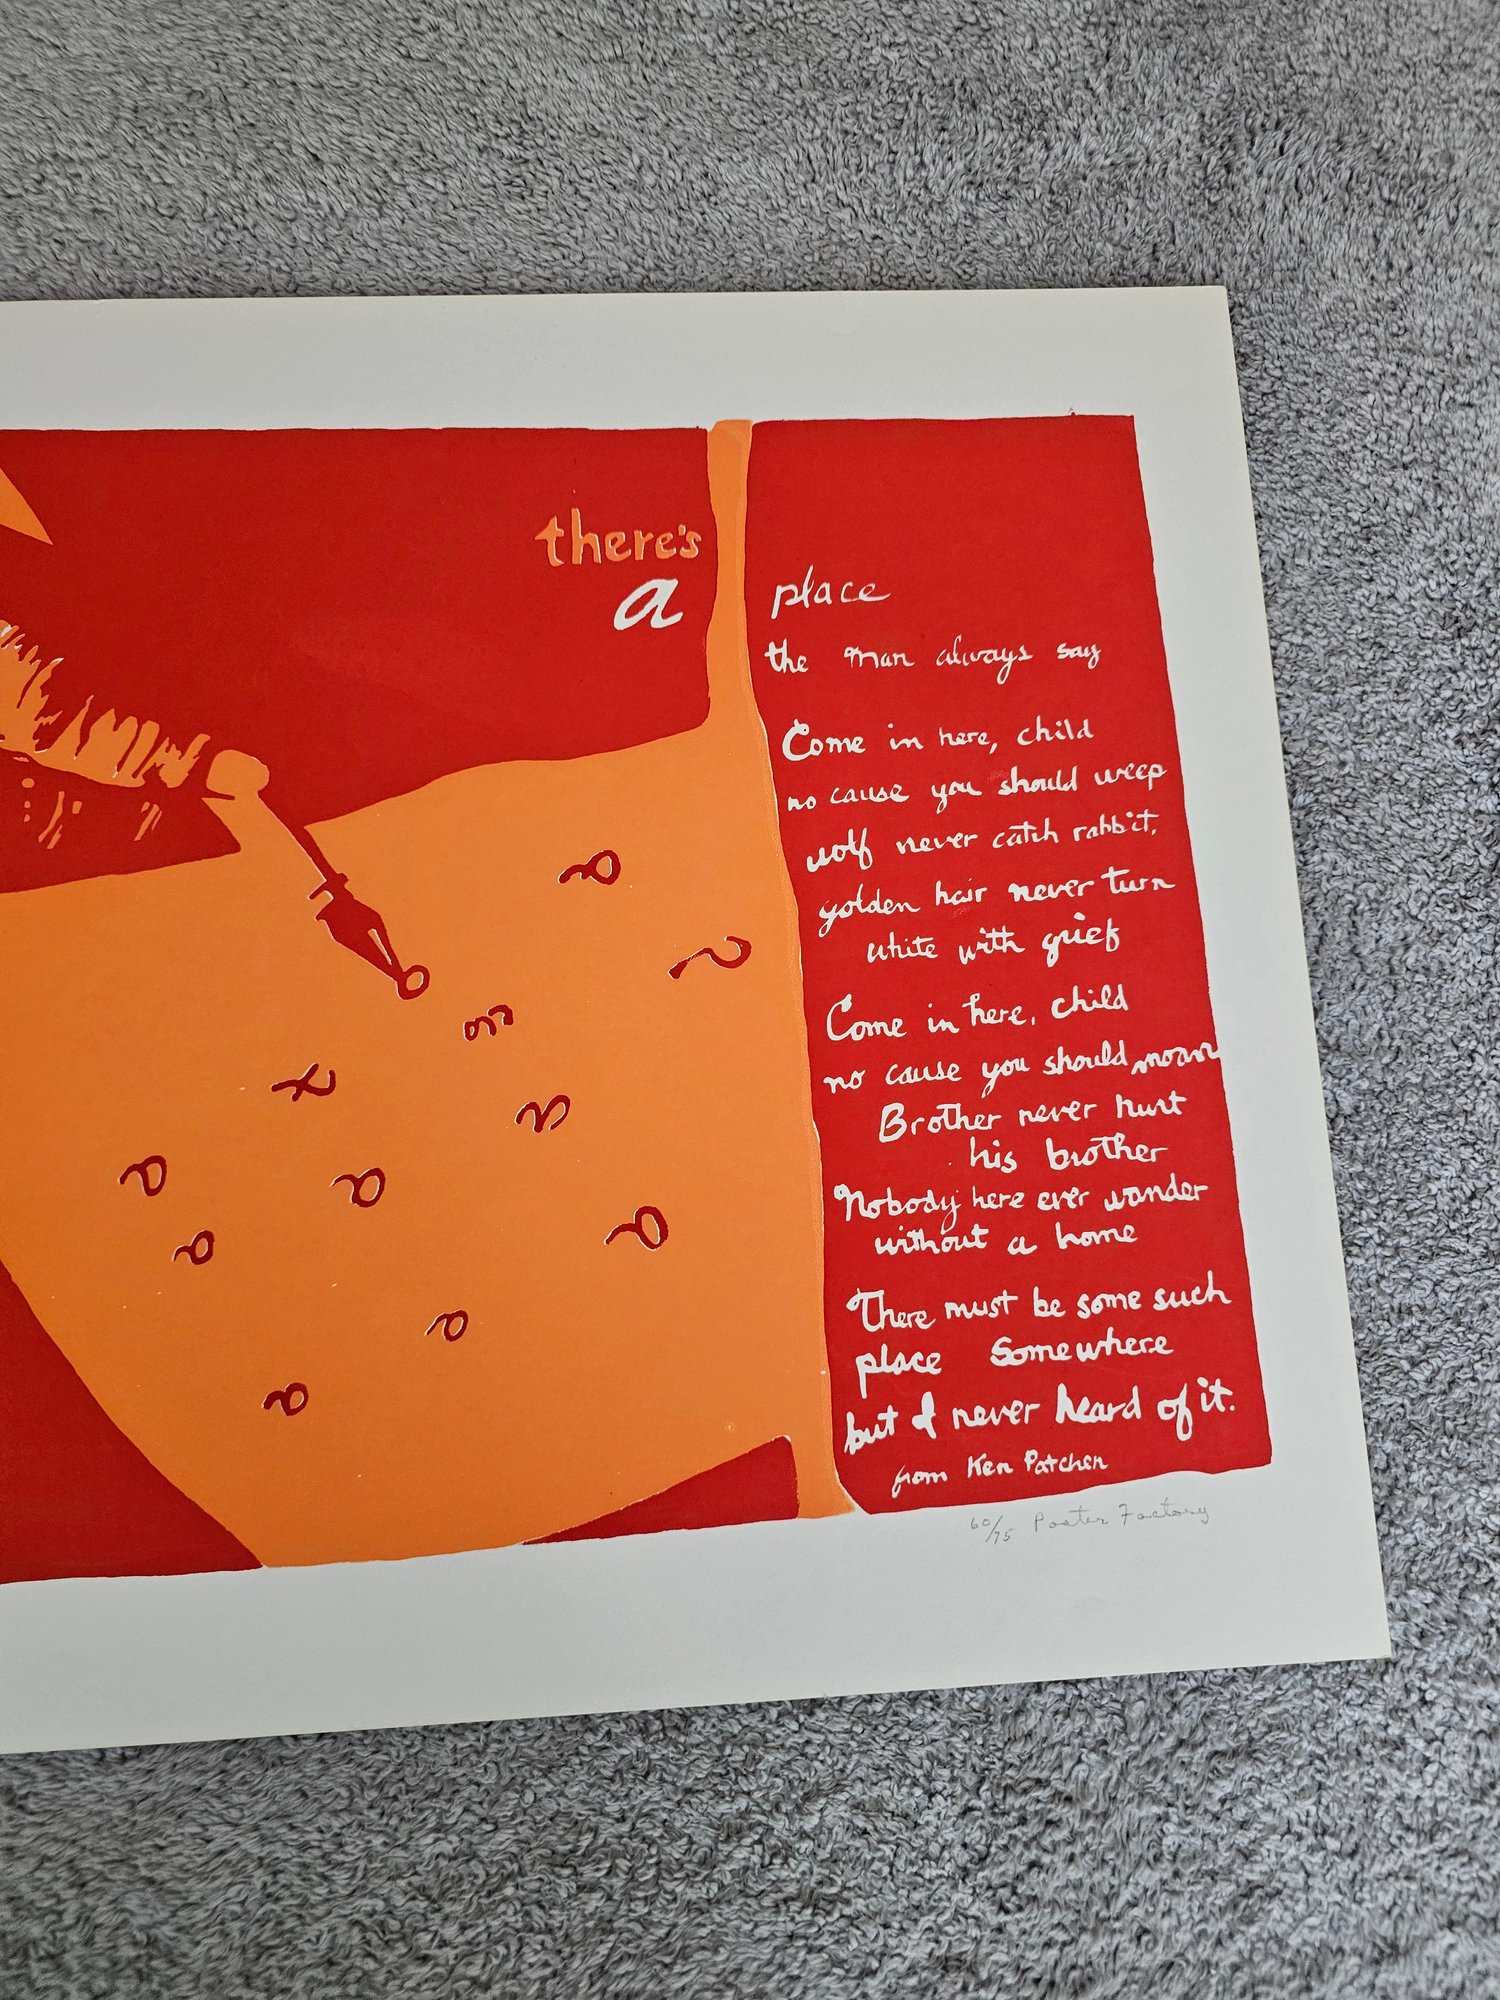 there's
a place
the man always say
Come in here, child
no cause you should weep
wolf never catch rabbit,
golden hair never turn
white with grief
Come in here, child
no cause you should moan
Brother never hurt
his brother
Nobody here ever wander
without a home
There must be some such
place somewhere
but I never heard of it.
from Ken Patchen
60/75 Poster Factory